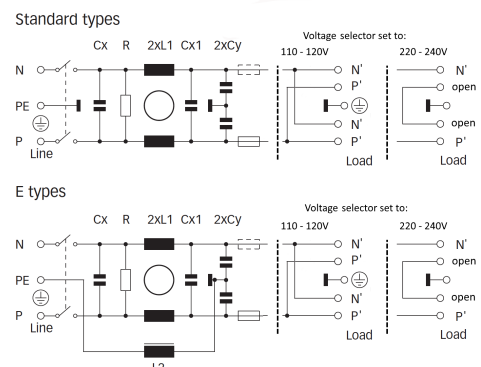 Standard types
Voltage selector set to:
Cx R 2xL1 Cx1 2xCy 110 - 120V 220 - 240V
N N' N'
P' open
PE
N' open
P P' P'
Line Load Load
E types
Voltage selector set to:
Cx R 2xL1 Cx1 2xCy 110 - 120V 220 - 240V
N N' N'
P' open
PE
N' open
P P' P'
Line Load Load
L2